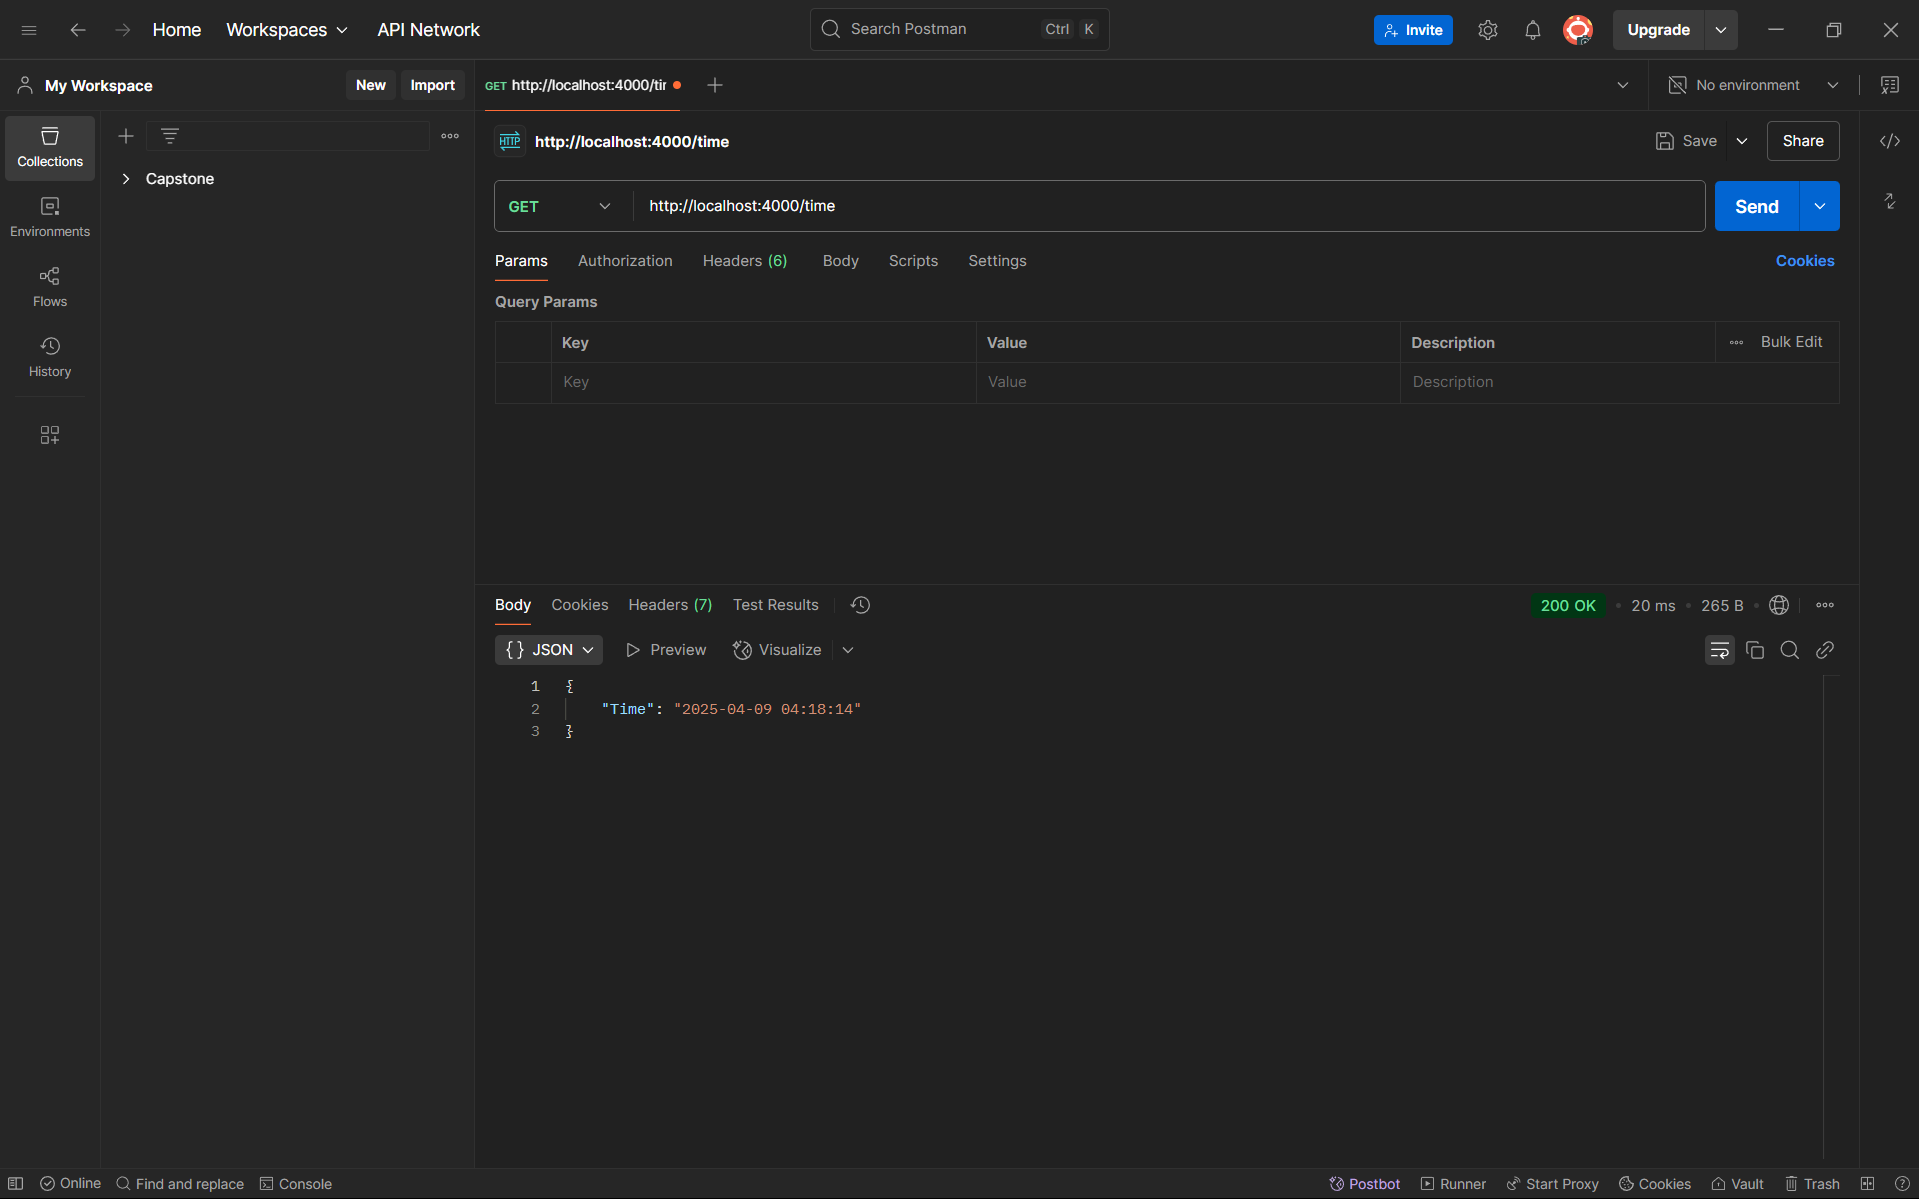 Home Workspaces API Network Search Postman Ctrl K Invite Upgrade
My Workspace New Import GET http://localhost:4000/tir No environment
Collections
Environments
Flows
History
Capstone
HTTP http://localhost:4000/time Save Share
GET http://localhost:4000/time Send
Params Authorization Headers (6) Body Scripts Settings Cookies
Query Params
Key Value Description Bulk Edit
Key Value Description
Body Cookies Headers (7) Test Results 200 OK 20 ms 265 B
{} JSON Preview Visualize
1 {
2 "Time": "2025-04-09 04:18:14"
3 }
Online Find and replace Console Postbot Runner Start Proxy Cookies Vault Trash